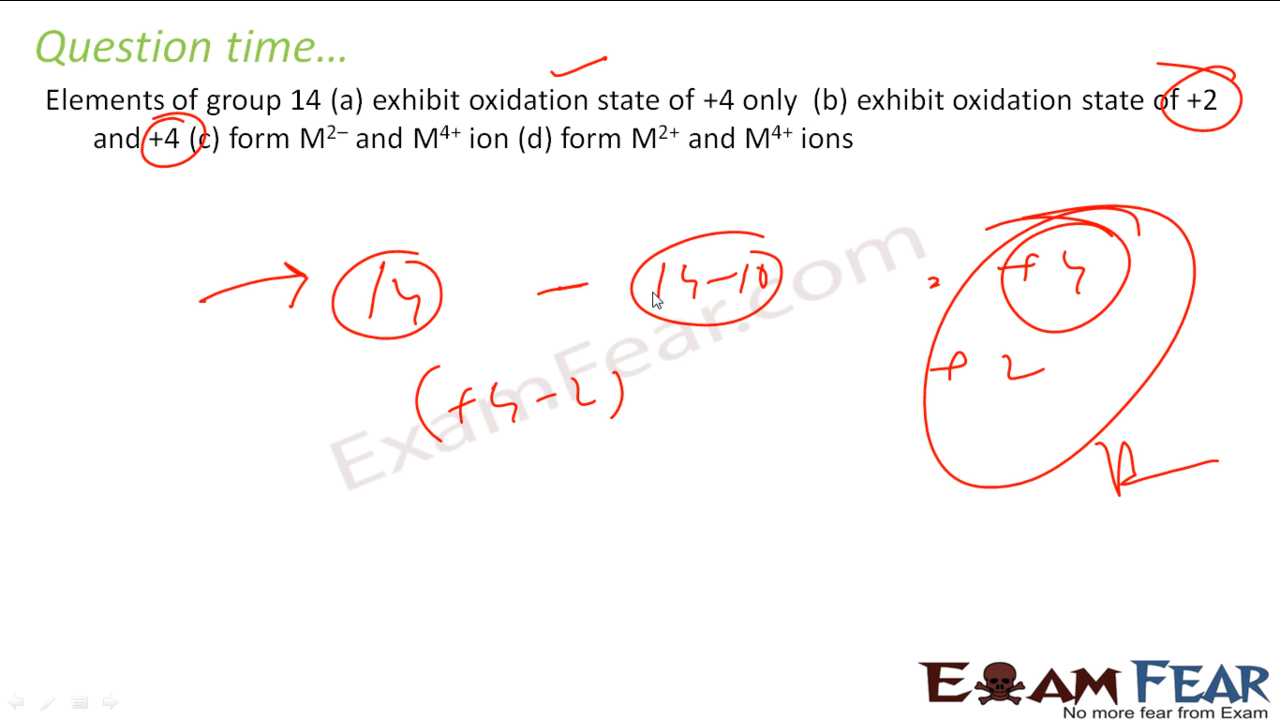 Question time...
Elements of group 14 (a) exhibit oxidation state of +4 only (b) exhibit oxidation state of +2
and +4 (c) form M²⁻ and M⁴⁺ ion (d) form M²⁺ and M⁴⁺ ions
→ 14 - 14-10 = +4
(+4-2) +2
ExamFear.com
EXAM FEAR
No more fear from Exam